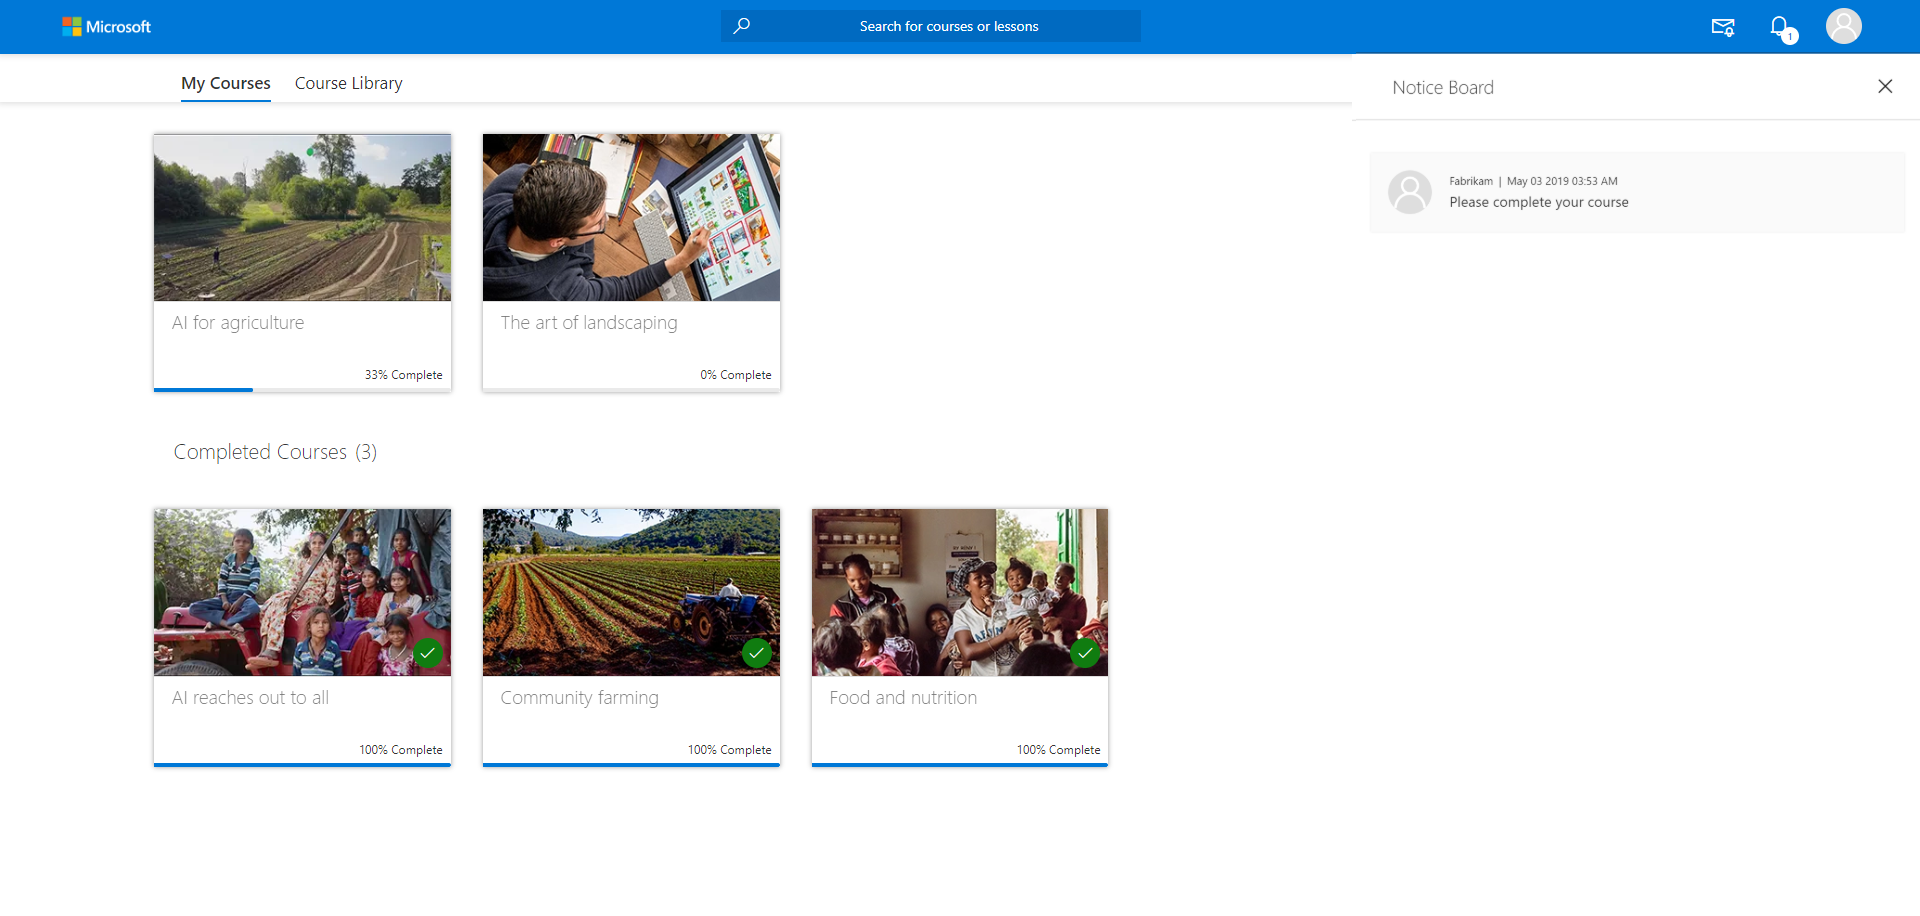 Microsoft
Search for courses or lessons
1
My Courses
Course Library
Notice Board
Fabrikam | May 03 2019 03:53 AM
Please complete your course
AI for agriculture
33% Complete
The art of landscaping
0% Complete
Completed Courses (3)
AI reaches out to all
100% Complete
Community farming
100% Complete
Food and nutrition
100% Complete